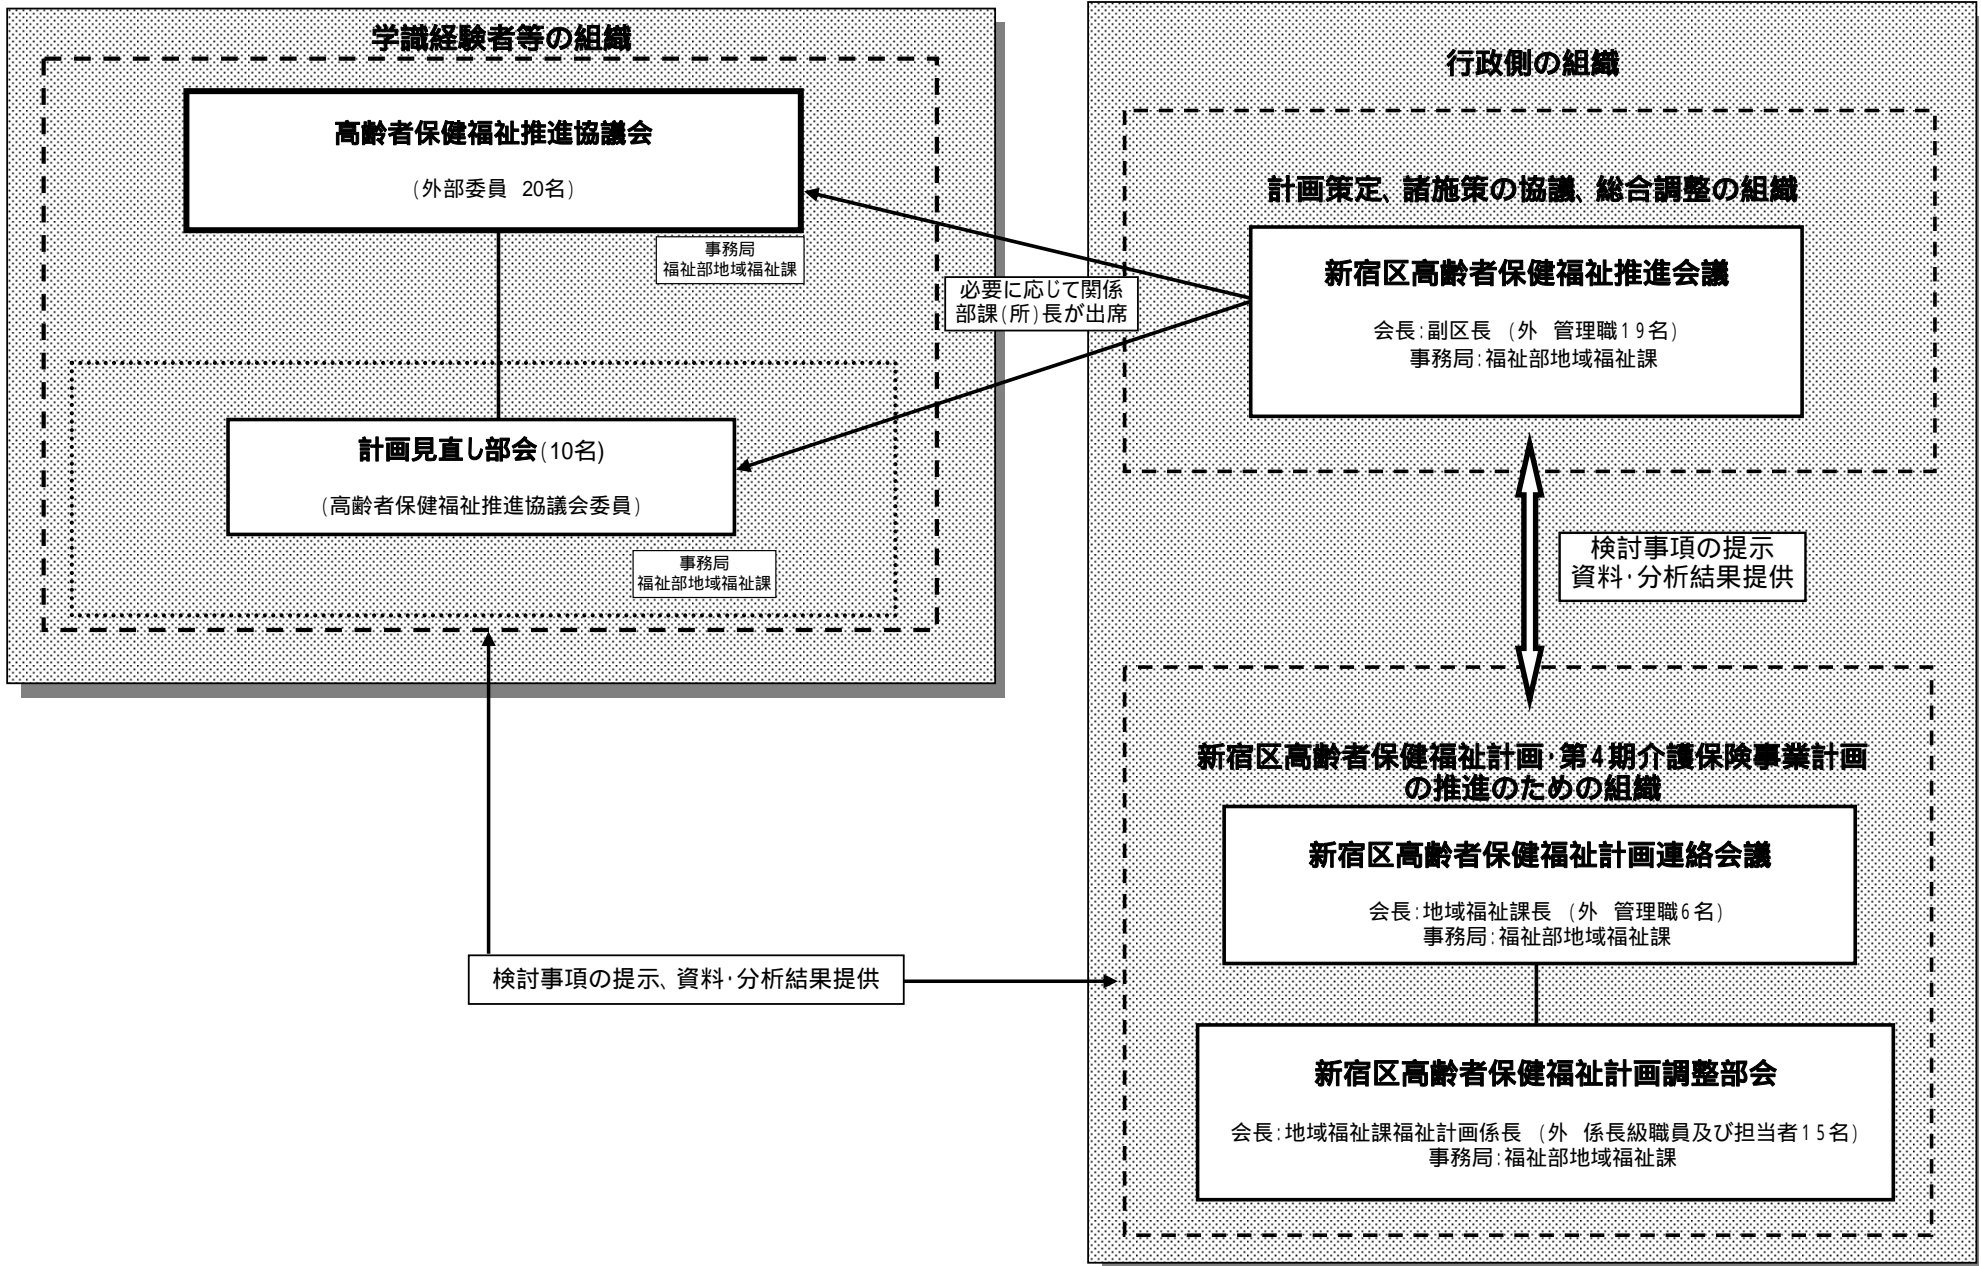 学識経験者等の組織
高齢者保健福祉推進協議会
(外部委員 20名)
事務局
福祉部地域福祉課
計画見直し部会(10名)
(高齢者保健福祉推進協議会委員)
事務局
福祉部地域福祉課
必要に応じて関係
部課(所)長が出席
行政側の組織
計画策定、諸施策の協議、総合調整の組織
新宿区高齢者保健福祉推進会議
会長:副区長 (外 管理職19名)
事務局:福祉部地域福祉課
検討事項の提示
資料・分析結果提供
新宿区高齢者保健福祉計画・第4期介護保険事業計画
の推進のための組織
新宿区高齢者保健福祉計画連絡会議
会長:地域福祉課長 (外 管理職6名)
事務局:福祉部地域福祉課
検討事項の提示、資料・分析結果提供
新宿区高齢者保健福祉計画調整部会
会長:地域福祉課福祉計画係長 (外 係長級職員及び担当者15名)
事務局:福祉部地域福祉課